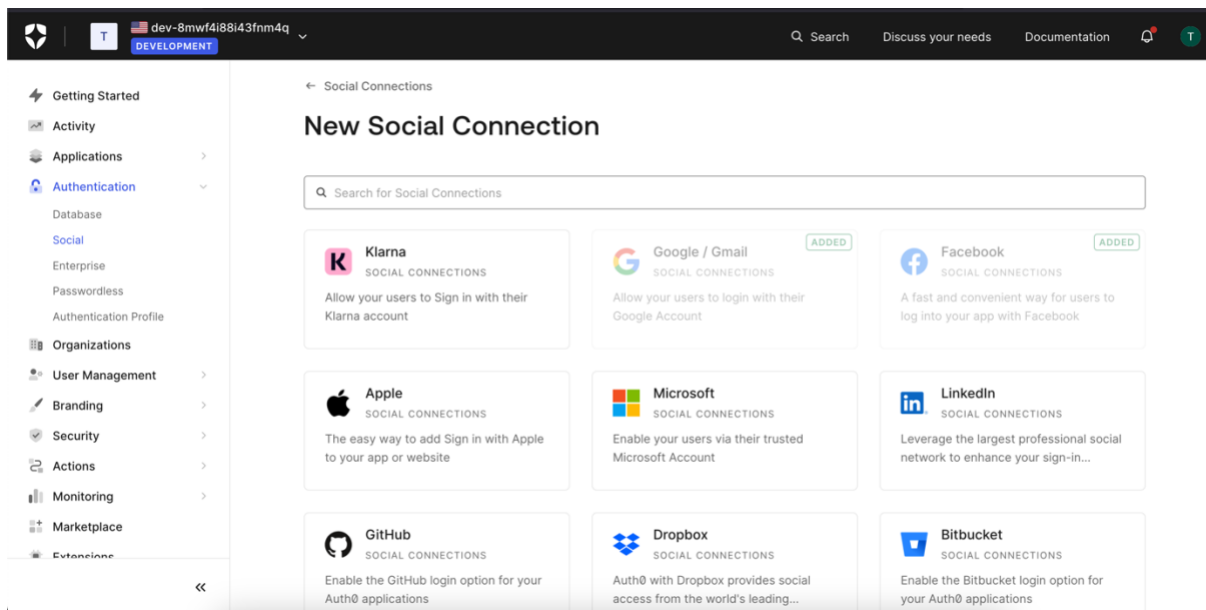 T
dev-8mwf4i88i43fnm4q
DEVELOPMENT
Search
Discuss your needs
Documentation
T
Getting Started
Activity
Applications
Authentication
Database
Social
Enterprise
Passwordless
Authentication Profile
Organizations
User Management
Branding
Security
Actions
Monitoring
Marketplace
Extensions
← Social Connections
New Social Connection
Search for Social Connections
K
Klarna
SOCIAL CONNECTIONS
Allow your users to Sign in with their
Klarna account
Google / Gmail
ADDED
SOCIAL CONNECTIONS
Allow your users to login with their
Google Account
Facebook
ADDED
SOCIAL CONNECTIONS
A fast and convenient way for users to
log into your app with Facebook
Apple
SOCIAL CONNECTIONS
The easy way to add Sign in with Apple
to your app or website
Microsoft
SOCIAL CONNECTIONS
Enable your users via their trusted
Microsoft Account
in
LinkedIn
SOCIAL CONNECTIONS
Leverage the largest professional social
network to enhance your sign-in...
GitHub
SOCIAL CONNECTIONS
Enable the GitHub login option for your
Auth0 applications
Dropbox
SOCIAL CONNECTIONS
Auth0 with Dropbox provides social
access from the world's leading...
Bitbucket
SOCIAL CONNECTIONS
Enable the Bitbucket login option for
your Auth0 applications